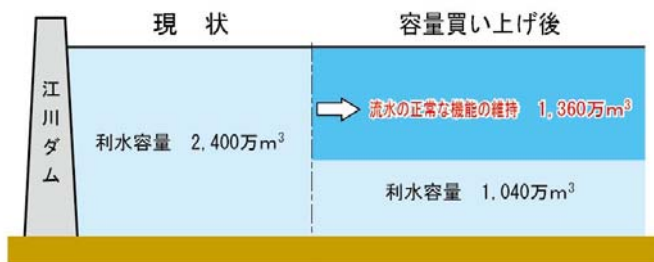 現　状
容量買い上げ後
江川ダム
利水容量　2,400万m³
流水の正常な機能の維持　1,360万m³
利水容量　1,040万m³